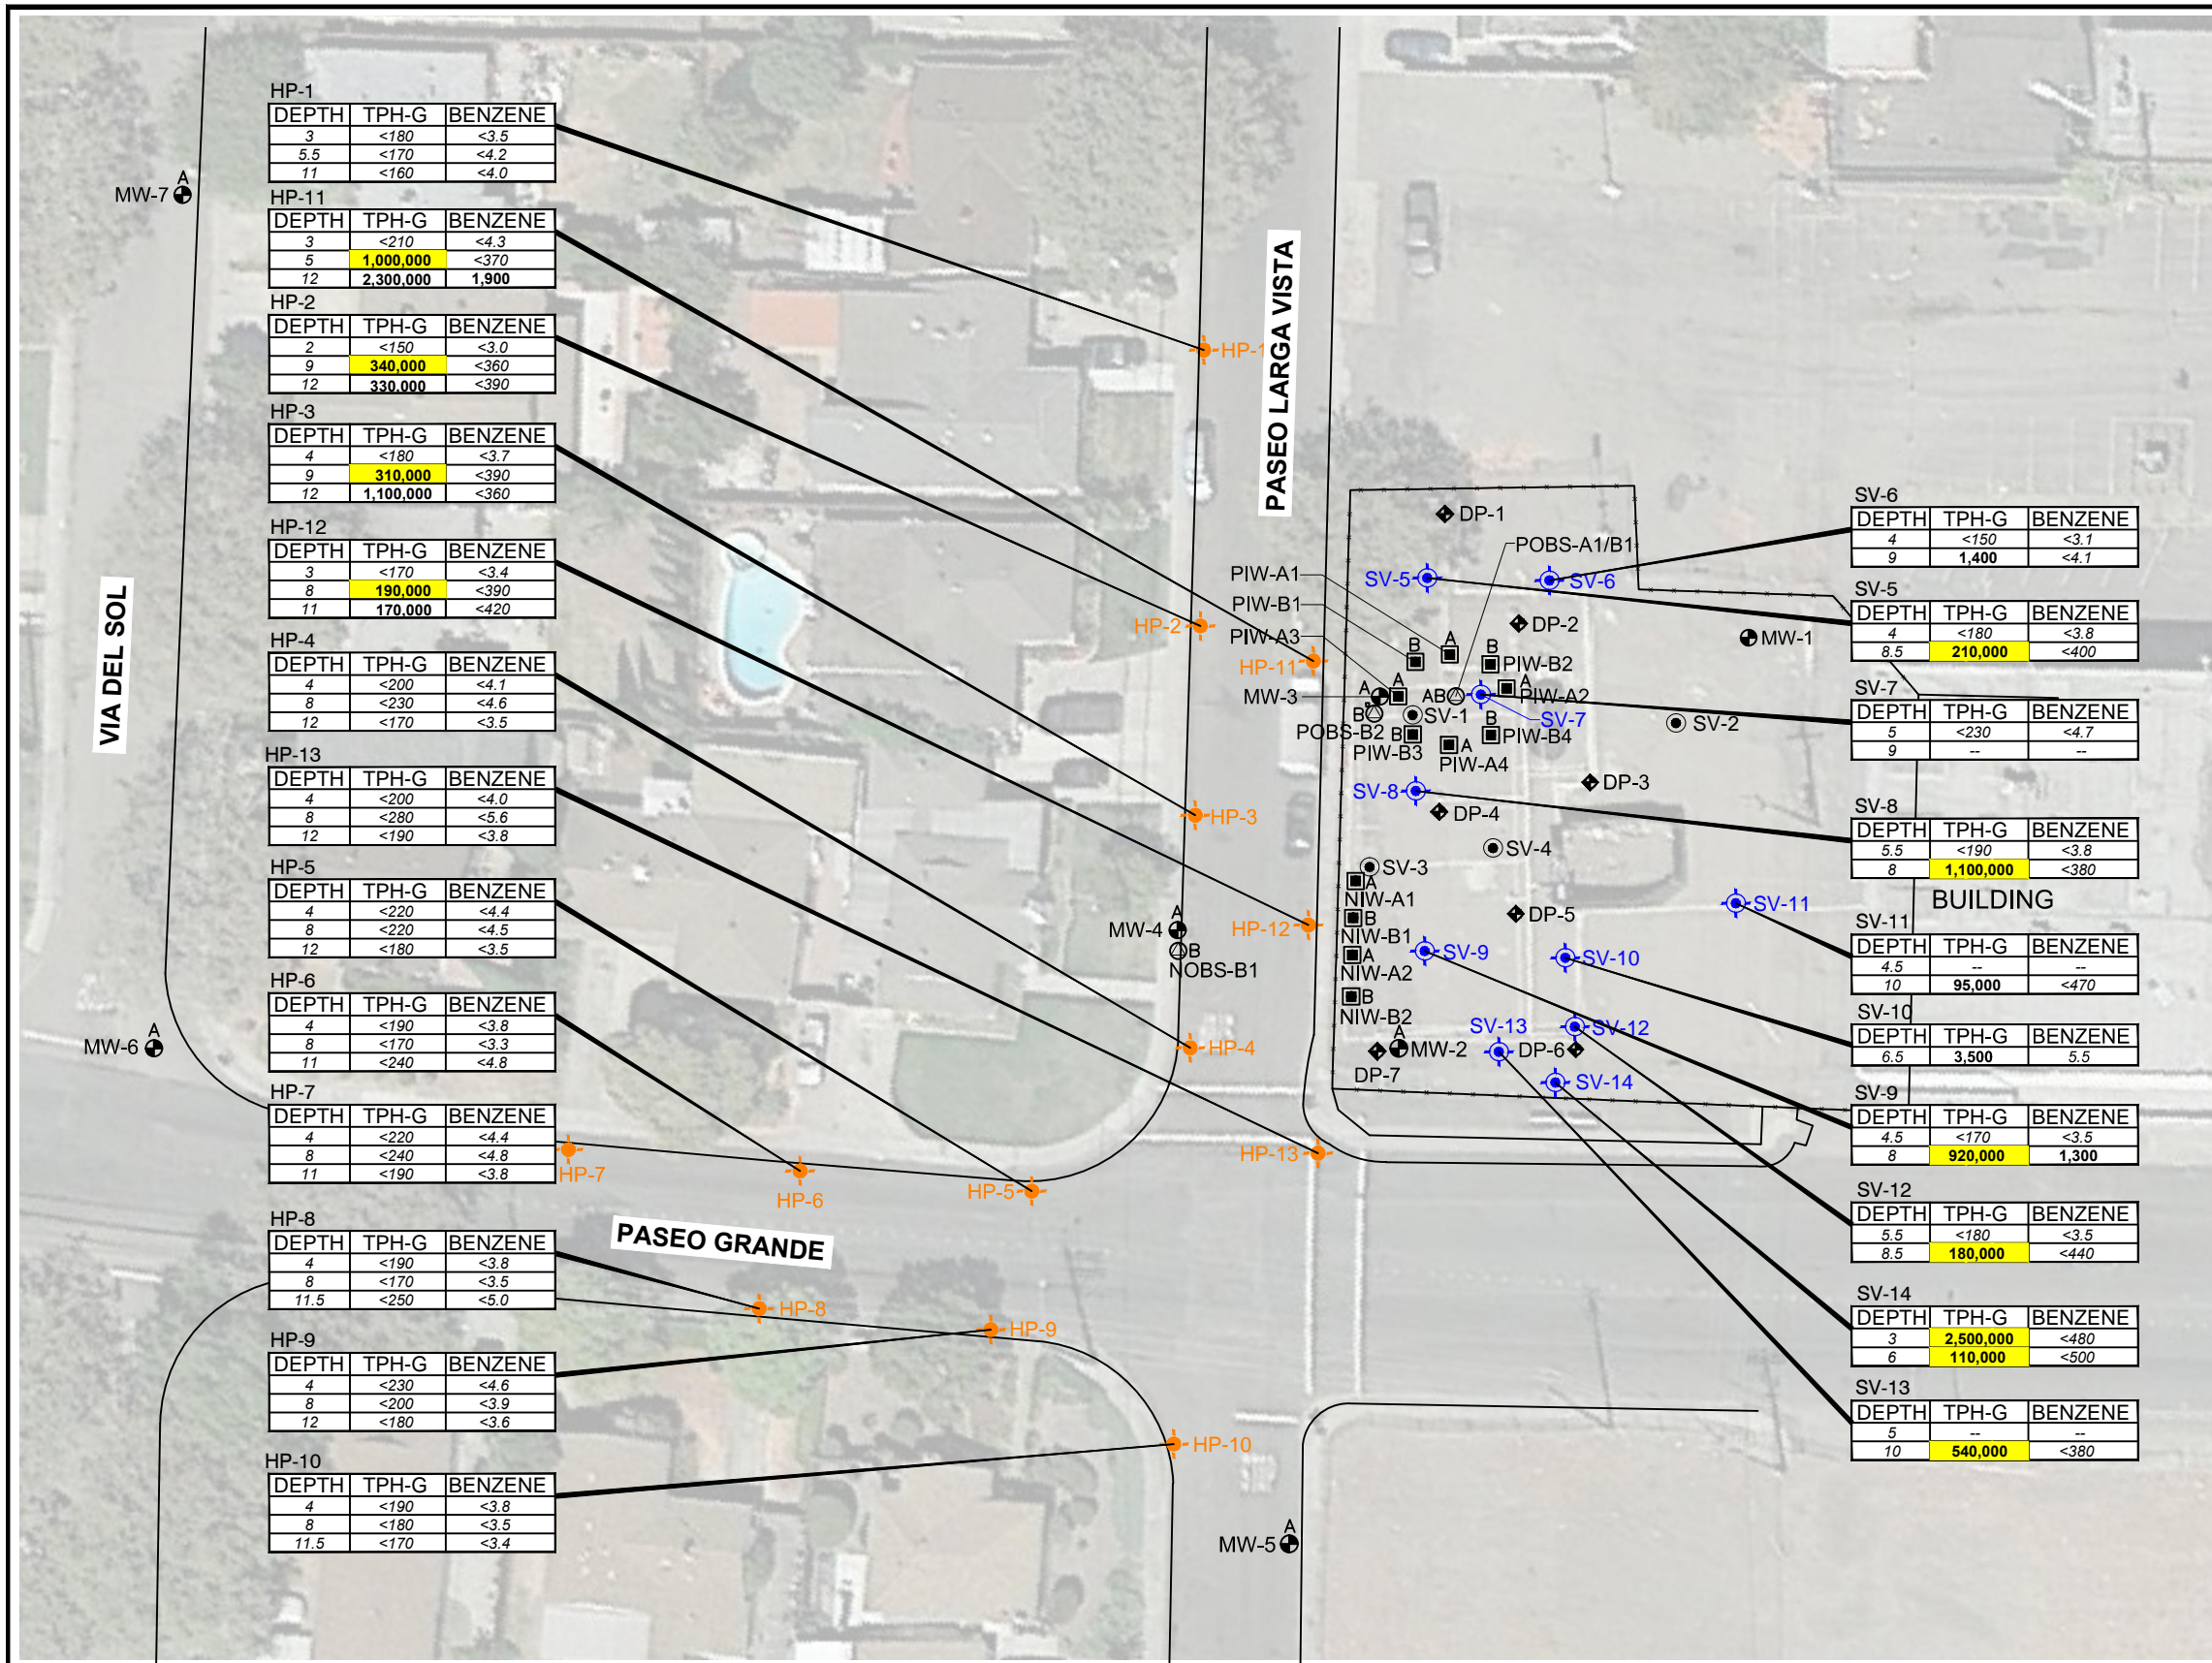 HP-1
DEPTH TPH-G BENZENE
3 <180 <3.5
5.5 <170 <4.2
11 <160 <4.0
HP-11
DEPTH TPH-G BENZENE
3 <210 <4.3
5 1,000,000 <370
12 2,300,000 1,900
HP-2
DEPTH TPH-G BENZENE
2 <150 <3.0
9 340,000 <360
12 330,000 <390
HP-3
DEPTH TPH-G BENZENE
4 <180 <3.7
9 310,000 <390
12 1,100,000 <360
HP-12
DEPTH TPH-G BENZENE
3 <170 <3.4
8 190,000 <390
11 170,000 <420
HP-4
DEPTH TPH-G BENZENE
4 <200 <4.1
8 <230 <4.6
12 <170 <3.5
HP-13
DEPTH TPH-G BENZENE
4 <200 <4.0
8 <280 <5.6
12 <190 <3.8
HP-5
DEPTH TPH-G BENZENE
4 <220 <4.4
8 <220 <4.5
12 <180 <3.5
HP-6
DEPTH TPH-G BENZENE
4 <190 <3.8
8 <170 <3.3
11 <240 <4.8
HP-7
DEPTH TPH-G BENZENE
4 <220 <4.4
8 <240 <4.8
11 <190 <3.8
HP-8
DEPTH TPH-G BENZENE
4 <190 <3.8
8 <170 <3.5
11.5 <250 <5.0
HP-9
DEPTH TPH-G BENZENE
4 <230 <4.6
8 <200 <3.9
12 <180 <3.6
HP-10
DEPTH TPH-G BENZENE
4 <190 <3.8
8 <180 <3.5
11.5 <170 <3.4
A
MW-7
VIA DEL SOL
A
MW-6
PASEO GRANDE
PASEO LARGA VISTA
HP-1
HP-2
HP-11
HP-3
HP-12
A
MW-4
B
NOBS-B1
HP-4
HP-13
HP-5
HP-6
HP-7
HP-8
HP-9
HP-10
A
MW-5
DP-1
POBS-A1/B1
PIW-A1
SV-5
SV-6
PIW-B1
DP-2
PIW-A3
MW-1
B
A
B
PIW-B2
A
PIW-A2
A
A
AB
MW-3
B
SV-1
SV-7
SV-2
POBS-B2
B
B
PIW-B4
PIW-B3
A
PIW-A4
DP-3
SV-8
DP-4
SV-4
SV-3
A
NIW-A1
B
NIW-B1
DP-5
SV-11
A
NIW-A2
SV-9
SV-10
B
NIW-B2
SV-13
SV-12
A
MW-2
DP-6
DP-7
SV-14
BUILDING
SV-6
DEPTH TPH-G BENZENE
4 <150 <3.1
9 1,400 <4.1
SV-5
DEPTH TPH-G BENZENE
4 <180 <3.8
8.5 210,000 <400
SV-7
DEPTH TPH-G BENZENE
5 <230 <4.7
9 -- --
SV-8
DEPTH TPH-G BENZENE
5.5 <190 <3.8
8 1,100,000 <380
SV-11
DEPTH TPH-G BENZENE
4.5 -- --
10 95,000 <470
SV-10
DEPTH TPH-G BENZENE
6.5 3,500 5.5
SV-9
DEPTH TPH-G BENZENE
4.5 <170 <3.5
8 920,000 1,300
SV-12
DEPTH TPH-G BENZENE
5.5 <180 <3.5
8.5 180,000 <440
SV-14
DEPTH TPH-G BENZENE
3 2,500,000 <480
6 110,000 <500
SV-13
DEPTH TPH-G BENZENE
5 -- --
10 540,000 <380